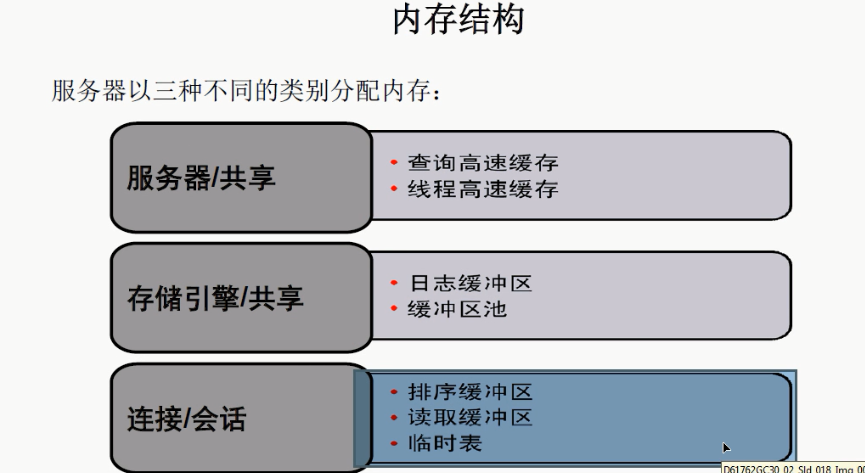 内存结构
服务器以三种不同的类别分配内存：
服务器/共享
• 查询高速缓存
• 线程高速缓存
存储引擎/共享
• 日志缓冲区
• 缓冲区池
连接/会话
• 排序缓冲区
• 读取缓冲区
• 临时表